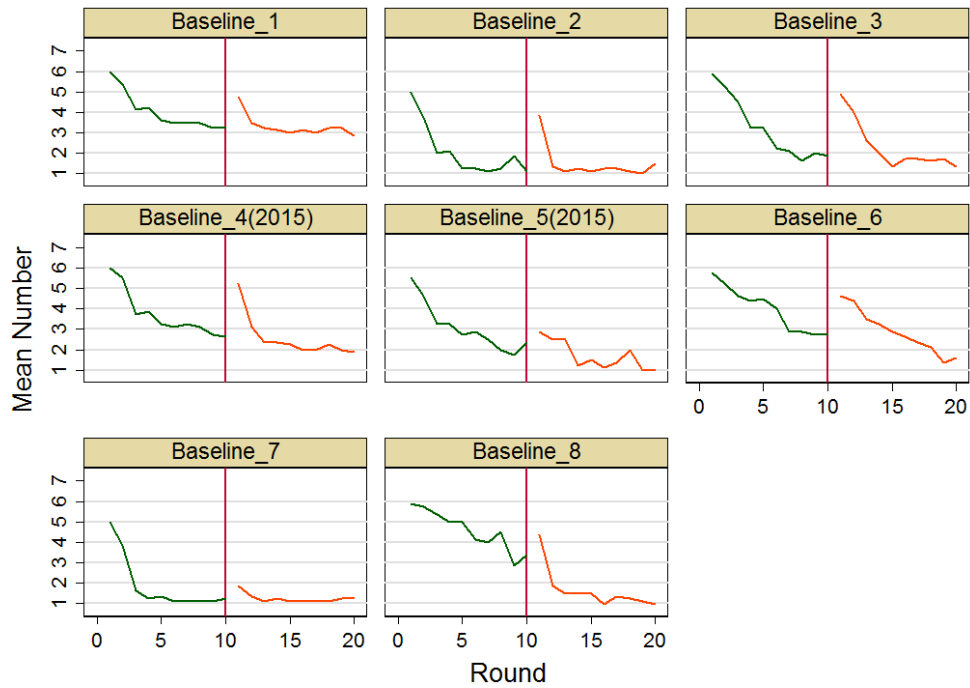 Baseline_1
Baseline_2
Baseline_3
7
6
5
4
3
2
1
Baseline_4(2015)
Baseline_5(2015)
Baseline_6
7
6
5
4
3
2
1
0 5 10 15 20
Baseline_7
Baseline_8
7
6
5
4
3
2
1
0 5 10 15 20
0 5 10 15 20
Mean Number
Round